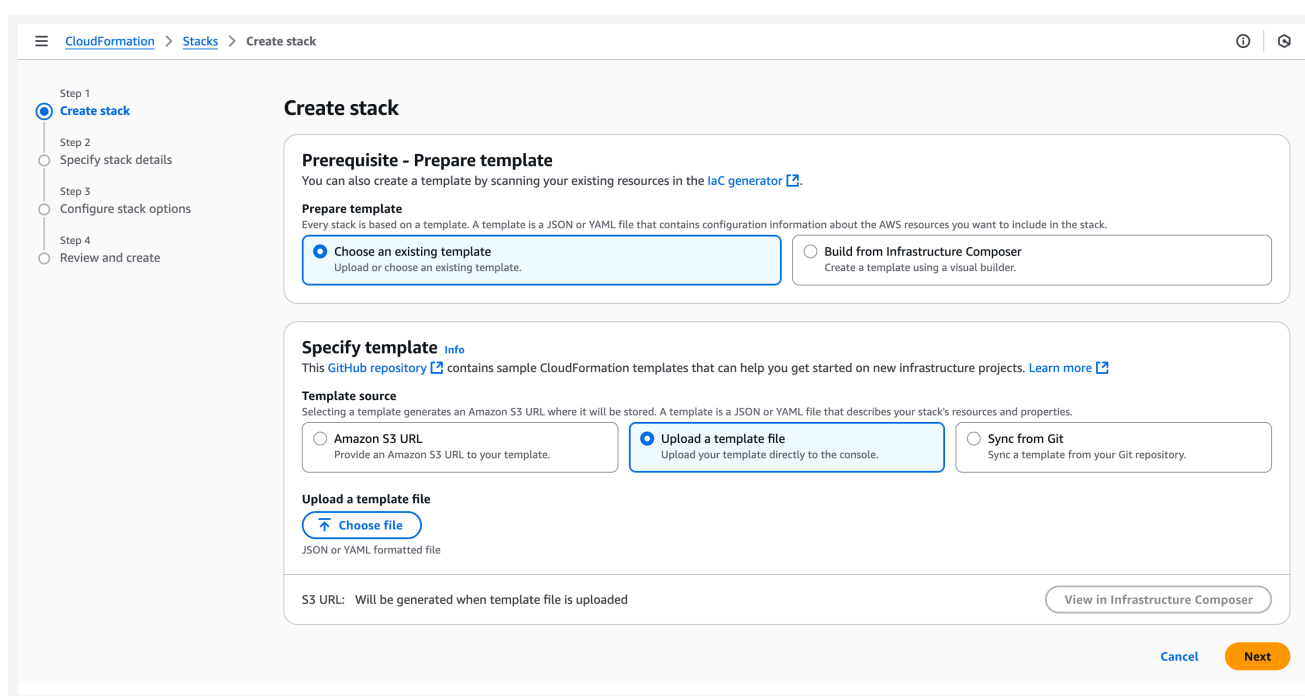 CloudFormation > Stacks > Create stack
Step 1
Create stack
Step 2
Specify stack details
Step 3
Configure stack options
Step 4
Review and create
Create stack
Prerequisite - Prepare template
You can also create a template by scanning your existing resources in the IaC generator.
Prepare template
Every stack is based on a template. A template is a JSON or YAML file that contains configuration information about the AWS resources you want to include in the stack.
Choose an existing template
Upload or choose an existing template.
Build from Infrastructure Composer
Create a template using a visual builder.
Specify template Info
This GitHub repository contains sample CloudFormation templates that can help you get started on new infrastructure projects. Learn more
Template source
Selecting a template generates an Amazon S3 URL where it will be stored. A template is a JSON or YAML file that describes your stack's resources and properties.
Amazon S3 URL
Provide an Amazon S3 URL to your template.
Upload a template file
Upload your template directly to the console.
Sync from Git
Sync a template from your Git repository.
Upload a template file
Choose file
JSON or YAML formatted file
S3 URL: Will be generated when template file is uploaded
View in Infrastructure Composer
Cancel
Next